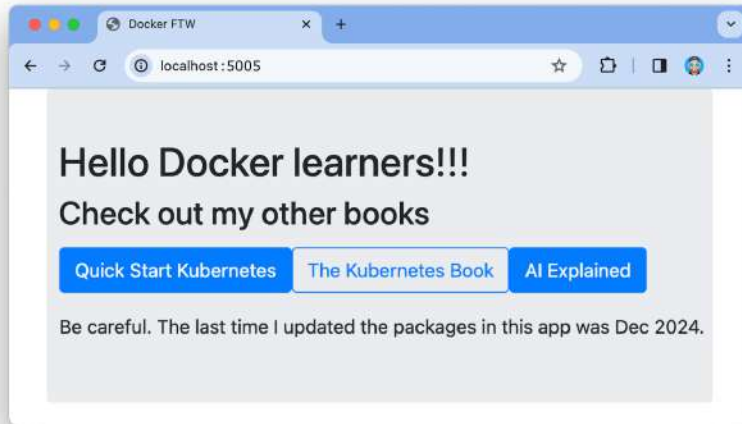 Docker FTW
localhost:5005
Hello Docker learners!!!
Check out my other books
Quick Start Kubernetes The Kubernetes Book AI Explained
Be careful. The last time I updated the packages in this app was Dec 2024.